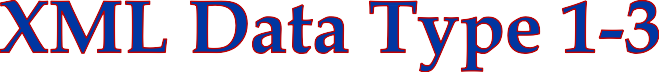 XML Data Type 1-3